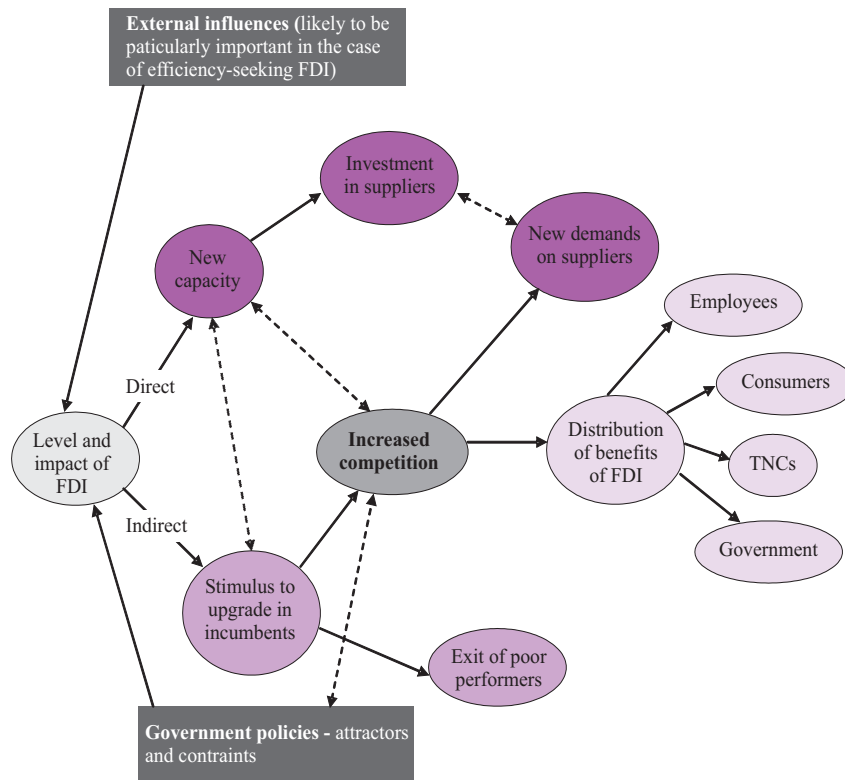 External influences (likely to be
paticularly important in the case
of efficiency-seeking FDI)
Investment
in suppliers
New demands
on suppliers
New
capacity
Employees
Direct
Consumers
Level and
impact of
FDI
Increased
competition
Distribution
of benefits
of FDI
TNCs
Indirect
Government
Stimulus to
upgrade in
incumbents
Exit of poor
performers
Government policies - attractors
and contraints